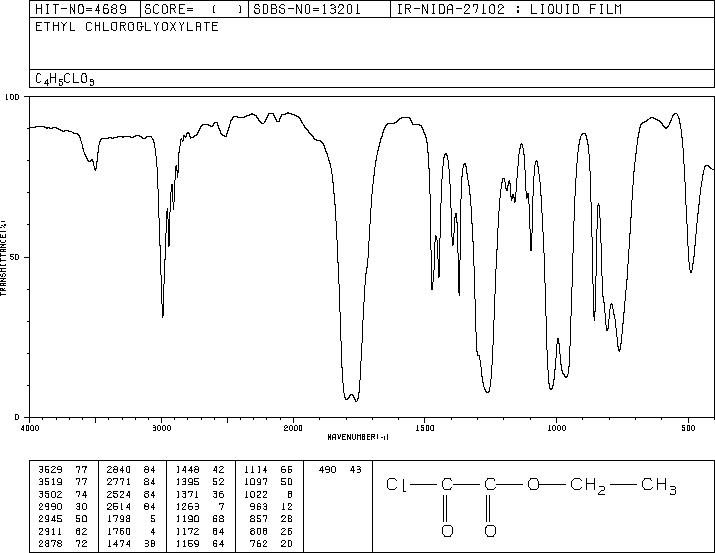 HIT-NO=4689 SCORE= ( ) SDBS-NO=13201 IR-NIDA-27102 : LIQUID FILM
ETHYL CHLOROGLYOXYLATE
C4H5CLO3
100
50
0
TRANSMITTANCE(%)
4000 3000 2000 1500 1000 500
WAVENUMBER(-1)
3529 77 2840 84 1448 42 1114 66 490 43
3519 77 2771 84 1395 52 1097 50
3502 74 2524 84 1371 36 1022 8
2990 30 2514 84 1263 7 963 12
2945 50 1798 5 1190 68 857 28
2911 62 1760 4 1172 64 808 26
2878 72 1474 38 1159 64 762 20
Cl C C O CH2 CH3
O O